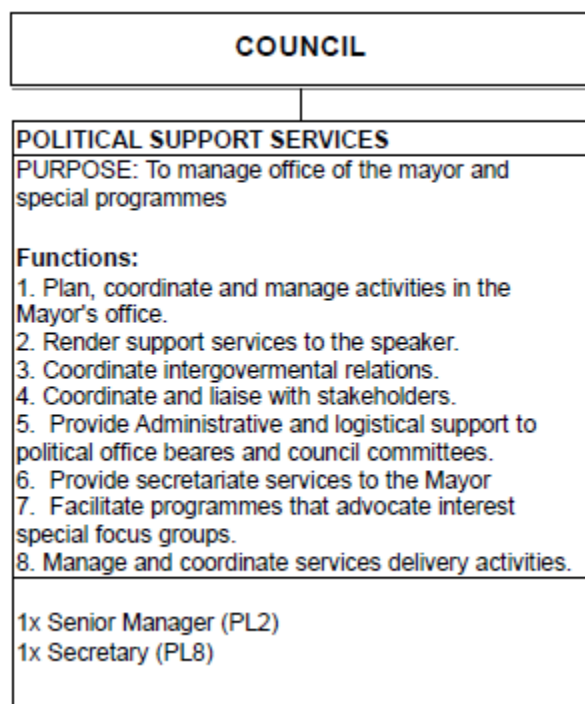 COUNCIL
POLITICAL SUPPORT SERVICES
PURPOSE: To manage office of the mayor and
special programmes
Functions:
1. Plan, coordinate and manage activities in the
Mayor's office.
2. Render support services to the speaker.
3. Coordinate intergovermental relations.
4. Coordinate and liaise with stakeholders.
5. Provide Administrative and logistical support to
political office beares and council committees.
6. Provide secretariate services to the Mayor
7. Facilitate programmes that advocate interest
special focus groups.
8. Manage and coordinate services delivery activities.
1x Senior Manager (PL2)
1x Secretary (PL8)